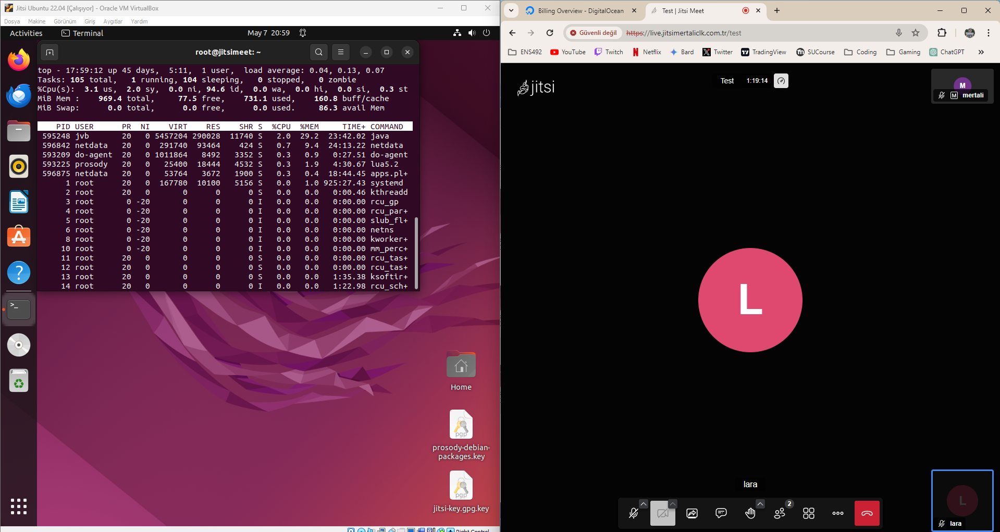 Jitsi Ubuntu 22.04 [Çalışıyor] - Oracle VM VirtualBox
Dosya Makine Görünüm Giriş Aygıtlar Yardım
Activities Terminal May 7 20:59
root@jitsimeet: ~
top - 17:59:12 up 45 days, 5:11, 1 user, load average: 0.04, 0.13, 0.07
Tasks: 105 total, 1 running, 104 sleeping, 0 stopped, 0 zombie
%Cpu(s): 3.1 us, 2.0 sy, 0.0 ni, 94.6 id, 0.0 wa, 0.0 hi, 0.0 si, 0.3 st
MiB Mem : 969.4 total, 77.5 free, 731.1 used, 160.8 buff/cache
MiB Swap: 0.0 total, 0.0 free, 0.0 used. 86.3 avail Mem
PID USER PR NI VIRT RES SHR S %CPU %MEM TIME+ COMMAND
595248 jvb 20 0 5457204 290028 11740 S 2.0 29.2 23:42.02 java
596842 netdata 20 0 291740 93464 424 S 0.7 9.4 24:13.22 netdata
593209 do-agent 20 0 1011864 8492 3352 S 0.3 0.9 0:27.51 do-agent
593225 prosody 20 0 25400 18444 4532 S 0.3 1.9 4:30.67 lua5.2
596875 netdata 20 0 53764 3672 1900 S 0.3 0.4 18:44.45 apps.pl+
1 root 20 0 167780 10100 5156 S 0.0 1.0 925:27.43 systemd
2 root 20 0 0 0 0 S 0.0 0.0 0:00.46 kthreadd
3 root 0 -20 0 0 0 I 0.0 0.0 0:00.00 rcu_gp
4 root 0 -20 0 0 0 I 0.0 0.0 0:00.00 rcu_par+
5 root 0 -20 0 0 0 I 0.0 0.0 0:00.00 slub_fl+
6 root 0 -20 0 0 0 I 0.0 0.0 0:00.00 netns
8 root 0 -20 0 0 0 I 0.0 0.0 0:00.00 kworker+
10 root 0 -20 0 0 0 I 0.0 0.0 0:00.00 mm_perc+
11 root 20 0 0 0 0 S 0.0 0.0 0:00.00 rcu_tas+
12 root 20 0 0 0 0 S 0.0 0.0 0:00.00 rcu_tas+
13 root 20 0 0 0 0 S 0.0 0.0 1:35.38 ksoftir+
14 root 20 0 0 0 0 I 0.0 0.0 1:22.98 rcu_sch+
Home
pgp
prosody-debian-
packages.key
pgp
jitsi-key.gpg.key
Right Control
Billing Overview - DigitalOcean
Test | Jitsi Meet
Güvenli değil https://live.jitsimertaliclk.com.tr/test
ENS492 YouTube Twitch Netflix Bard Twitter TradingView SUCourse Coding Gaming ChatGPT
jitsi
Test 1:19:14
M
M mertali
L
lara
2
L
lara